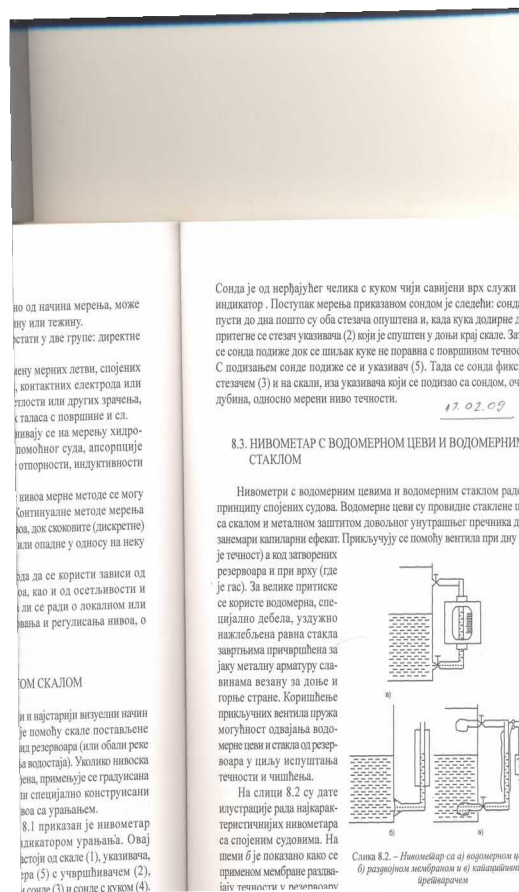 но од начина мерења, може
ину или тежину.
стати у две групе: директне
мену мерних летви, спојених
, контактних електрода или
тлости или других зрачења,
таласа с површине и сл.
нивају се на мерењу хидро-
помоћног суда, апсорпције
отпорности, индуктивности
нивоа мерне методе се могу
Континуалне методе мерења
воа, док скоковите (дискретне)
или опадне у односу на неку
да се користи зависи од
оа, као и од осетљивости и
ли се ради о локалном или
вања и регулисања нивоа, о
ОМ СКАЛОМ
и и најстарији визуелни начин
је помоћу скале постављене
ид резервоара (или обали реке
а водостаја). Уколико нивоска
ена, примењује се градуисана
и специјално конструисани
воа са урањањем.
8.1 приказан је нивометар
ндикатором урањања. Овај
астоји од скале (1), указивача,
ера (5) с учвршћивачем (2),
и сонде (3) и сонде с куком (4).
Сонда је од нерђајућег челика с куком чији савијени врх служи
индикатор . Поступак мерења приказаном сондом је следећи: сонда
пусти до дна пошто су оба стезача опуштена и, када кука додирне д
притегне се стезач указивача (2) који је спуштен у доњи крај скале. За
се сонда подиже док се шиљак куке не поравна с површином течнос
С подизањем сонде подиже се и указивач (5). Тада се сонда фикс
стезачем (3) и на скали, иза указивача који се подизао са сондом, оч
дубина, односно мерени ниво течности.
17.02.09
8.3. НИВОМЕТАР С ВОДОМЕРНОМ ЦЕВИ И ВОДОМЕРНИМ
СТАКЛОМ
Нивометри с водомерним цевима и водомерним стаклом раде
принципу спојених судова. Водомерне цеви су провидне стаклене ц
са скалом и металном заштитом довољног унутрашњег пречника д
занемари капиларни ефекат. Прикључују се помоћу вентила при дну
је течност) а код затворених
резервоара и при врху (где
је гас). За велике притиске
се користе водомерна, спе-
цијално дебела, уздужно
нажлебљена равна стакла
завртњима причвршћена за
јаку металну арматуру сла-
винама везану за доње и
горње стране. Коришћење
прикључних вентила пружа
могућност одвајања водо-
мерне цеви и стакла од резер-
воара у циљу испуштања
течности и чишћења.
На слици 8.2 су дате
илустрације рада најкарак-
теристичнијих нивометара
са спојеним судовима. На
шеми б је показано како се
применом мембране раздва-
јају течности у резервоару
а)
б)
в)
Слика 8.2. – Нивометар са а) водомерном ц
б) раздвојном мембраном и в) капацитивн
претварачем